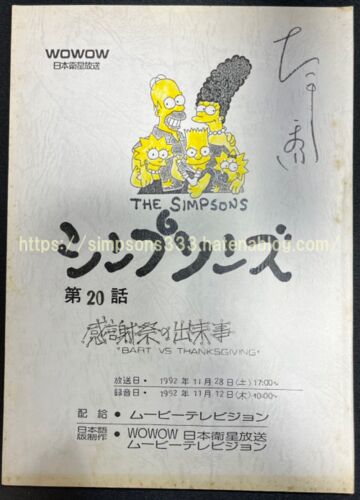 WOWOW
日本衛星放送
THE SIMPSONS
https://simpsons333.hatenablog.com/
シンプソンズ
第20話
感謝祭の出来事
"BART VS THANKSGIVING"
放送日・1992年11月28日(土)17:00~
録音日・1992年11月12日(木)10:00~
配給・ムービーテレビジョン
日本語版制作・WOWOW 日本衛星放送
ムービーテレビジョン